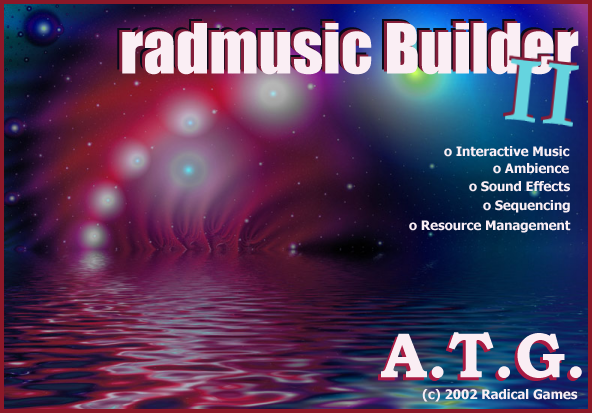 radmusic Builder
II
o Interactive Music
o Ambience
o Sound Effects
o Sequencing
o Resource Management
A.T.G.
(c) 2002 Radical Games